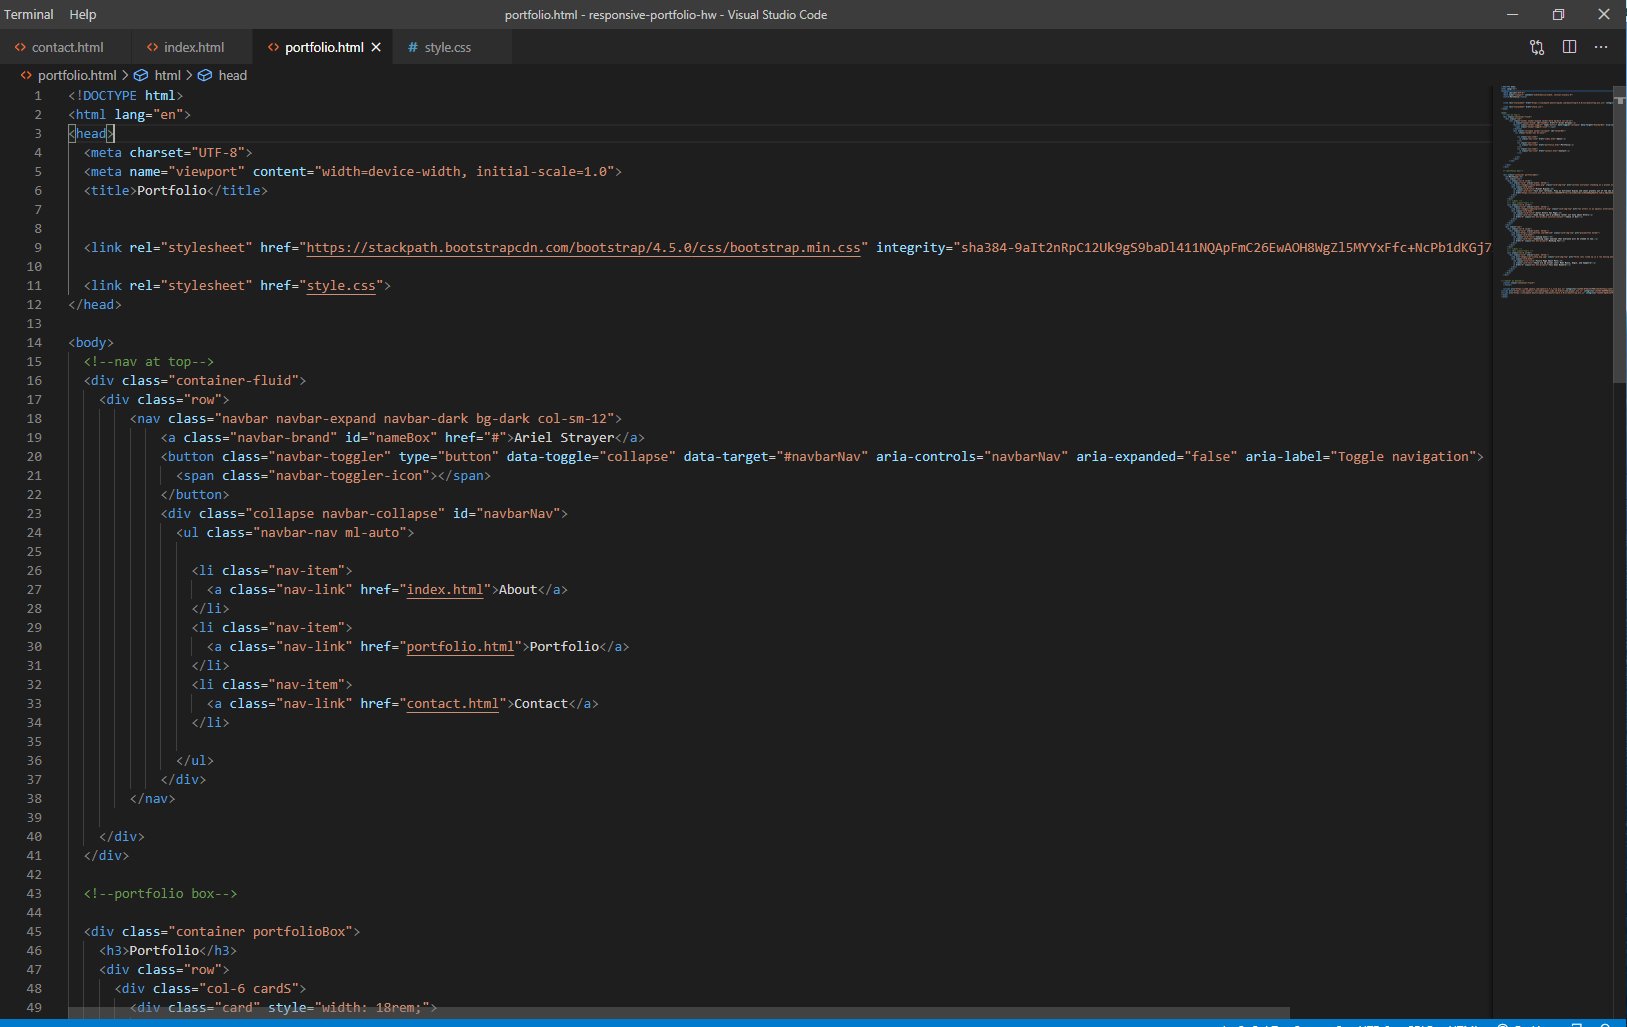 Terminal Help portfolio.html - responsive-portfolio-hw - Visual Studio Code
contact.html index.html portfolio.html # style.css
portfolio.html > html > head
1 <!DOCTYPE html>
2 <html lang="en">
3 <head>
4 <meta charset="UTF-8">
5 <meta name="viewport" content="width=device-width, initial-scale=1.0">
6 <title>Portfolio</title>
7
8
9 <link rel="stylesheet" href="https://stackpath.bootstrapcdn.com/bootstrap/4.5.0/css/bootstrap.min.css" integrity="sha384-9aIt2nRpC12Uk9gS9baDl411NQApFmC26EwAOH8WgZl5MYYxFfc+NcPb1dKGj7
10
11 <link rel="stylesheet" href="style.css">
12 </head>
13
14 <body>
15 <!--nav at top-->
16 <div class="container-fluid">
17 <div class="row">
18 <nav class="navbar navbar-expand navbar-dark bg-dark col-sm-12">
19 <a class="navbar-brand" id="nameBox" href="#">Ariel Strayer</a>
20 <button class="navbar-toggler" type="button" data-toggle="collapse" data-target="#navbarNav" aria-controls="navbarNav" aria-expanded="false" aria-label="Toggle navigation">
21 <span class="navbar-toggler-icon"></span>
22 </button>
23 <div class="collapse navbar-collapse" id="navbarNav">
24 <ul class="navbar-nav ml-auto">
25
26 <li class="nav-item">
27 <a class="nav-link" href="index.html">About</a>
28 </li>
29 <li class="nav-item">
30 <a class="nav-link" href="portfolio.html">Portfolio</a>
31 </li>
32 <li class="nav-item">
33 <a class="nav-link" href="contact.html">Contact</a>
34 </li>
35
36 </ul>
37 </div>
38 </nav>
39
40 </div>
41 </div>
42
43 <!--portfolio box-->
44
45 <div class="container portfolioBox">
46 <h3>Portfolio</h3>
47 <div class="row">
48 <div class="col-6 cardS">
49 <div class="card" style="width: 18rem;">